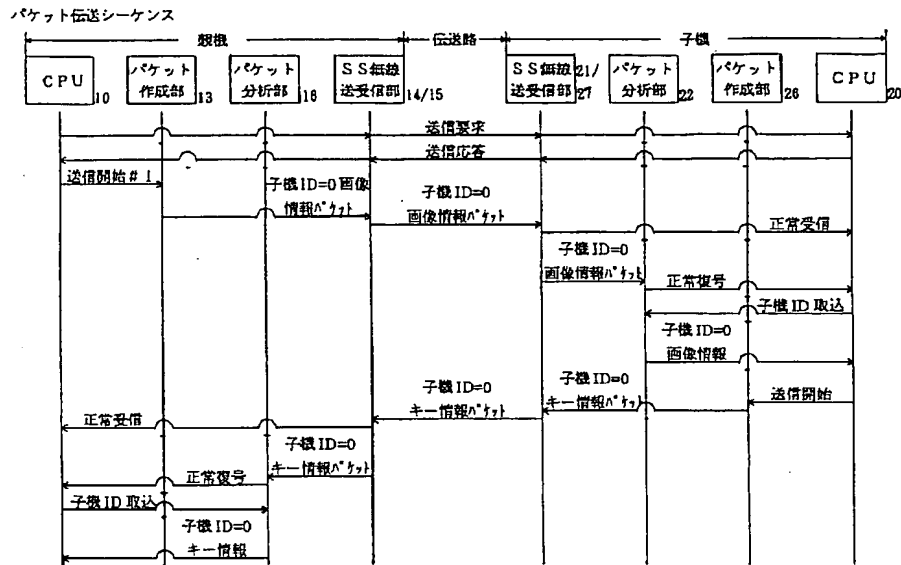 パケット伝送シーケンス
親機
伝送路
子機
CPU
10
パケット
作成部
13
パケット
分析部
16
SS無線
送受信部
14/15
SS無線
送受信部
21/
27
パケット
分析部
22
パケット
作成部
26
CPU
20
送信要求
送信応答
送信開始#1
子機ID=0画像
情報パケット
子機ID=0
画像情報パケット
正常受信
子機ID=0
画像情報パケット
正常復号
子機ID取込
子機ID=0
画像情報
送信開始
子機ID=0
キー情報パケット
子機ID=0
キー情報パケット
正常受信
子機ID=0
キー情報パケット
正常復号
子機ID取込
子機ID=0
キー情報